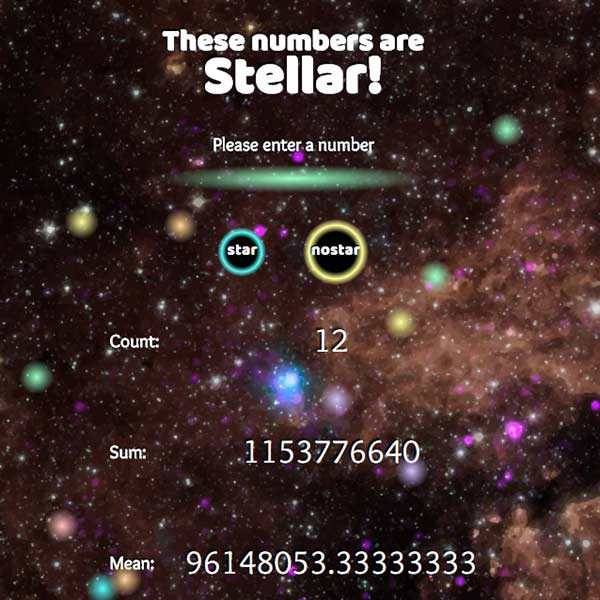 These numbers are
Stellar!
Please enter a number
star nostar
Count: 12
Sum: 1153776640
Mean: 96148053.33333333